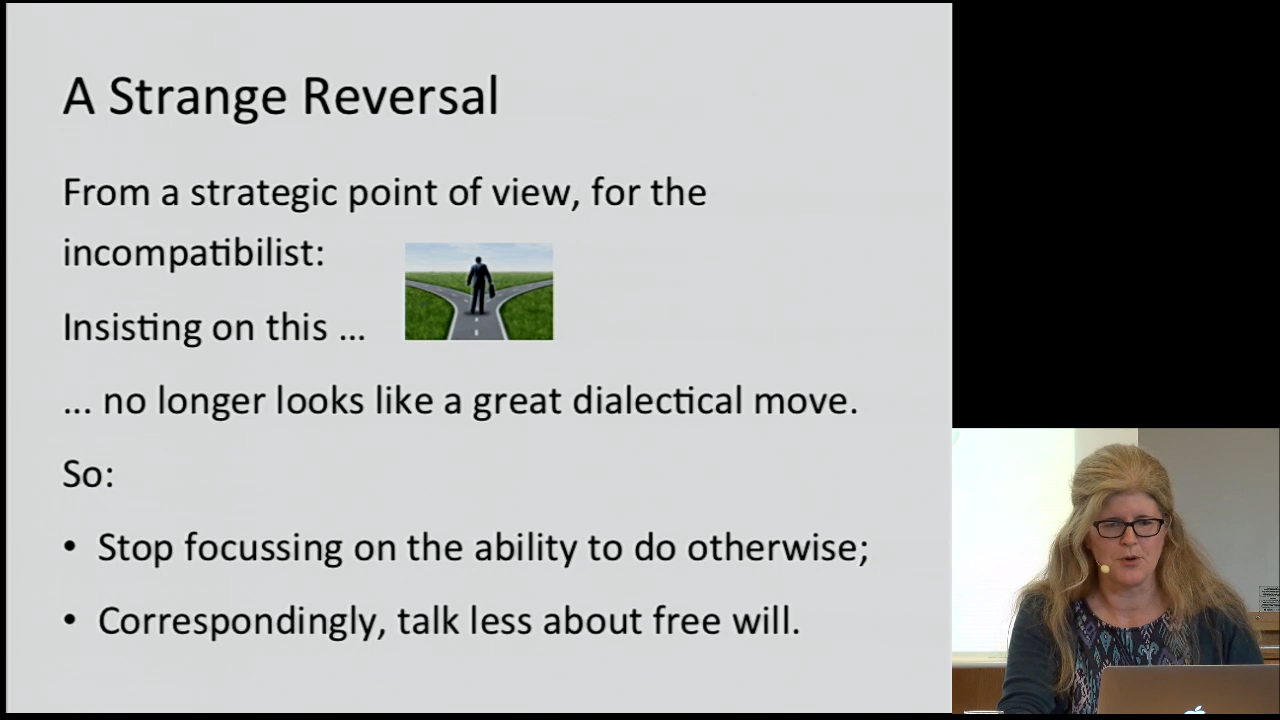 A Strange Reversal
From a strategic point of view, for the
incompatibilist:
Insisting on this ...
... no longer looks like a great dialectical move.
So:
• Stop focussing on the ability to do otherwise;
• Correspondingly, talk less about free will.